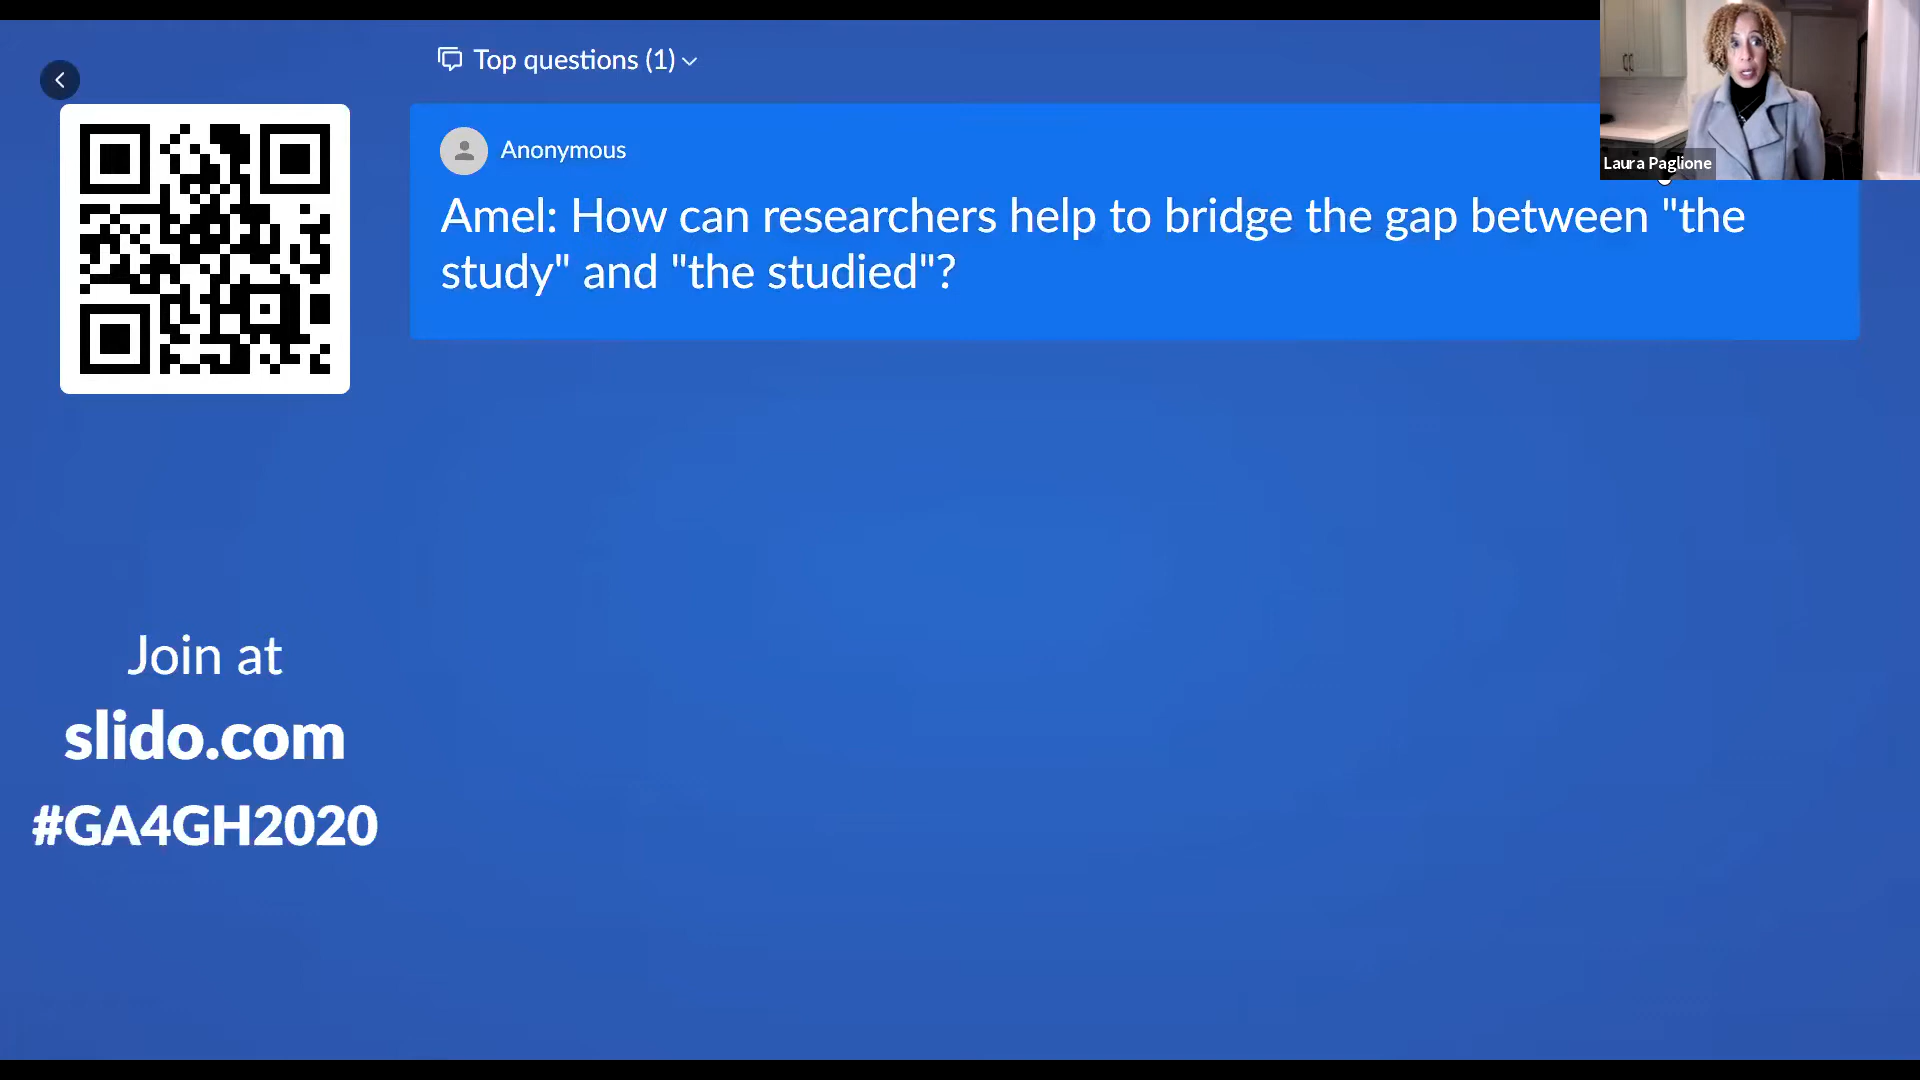 Top questions (1)
Anonymous
Amel: How can researchers help to bridge the gap between "the
study" and "the studied"?
Laura Paglione
Join at
slido.com
#GA4GH2020